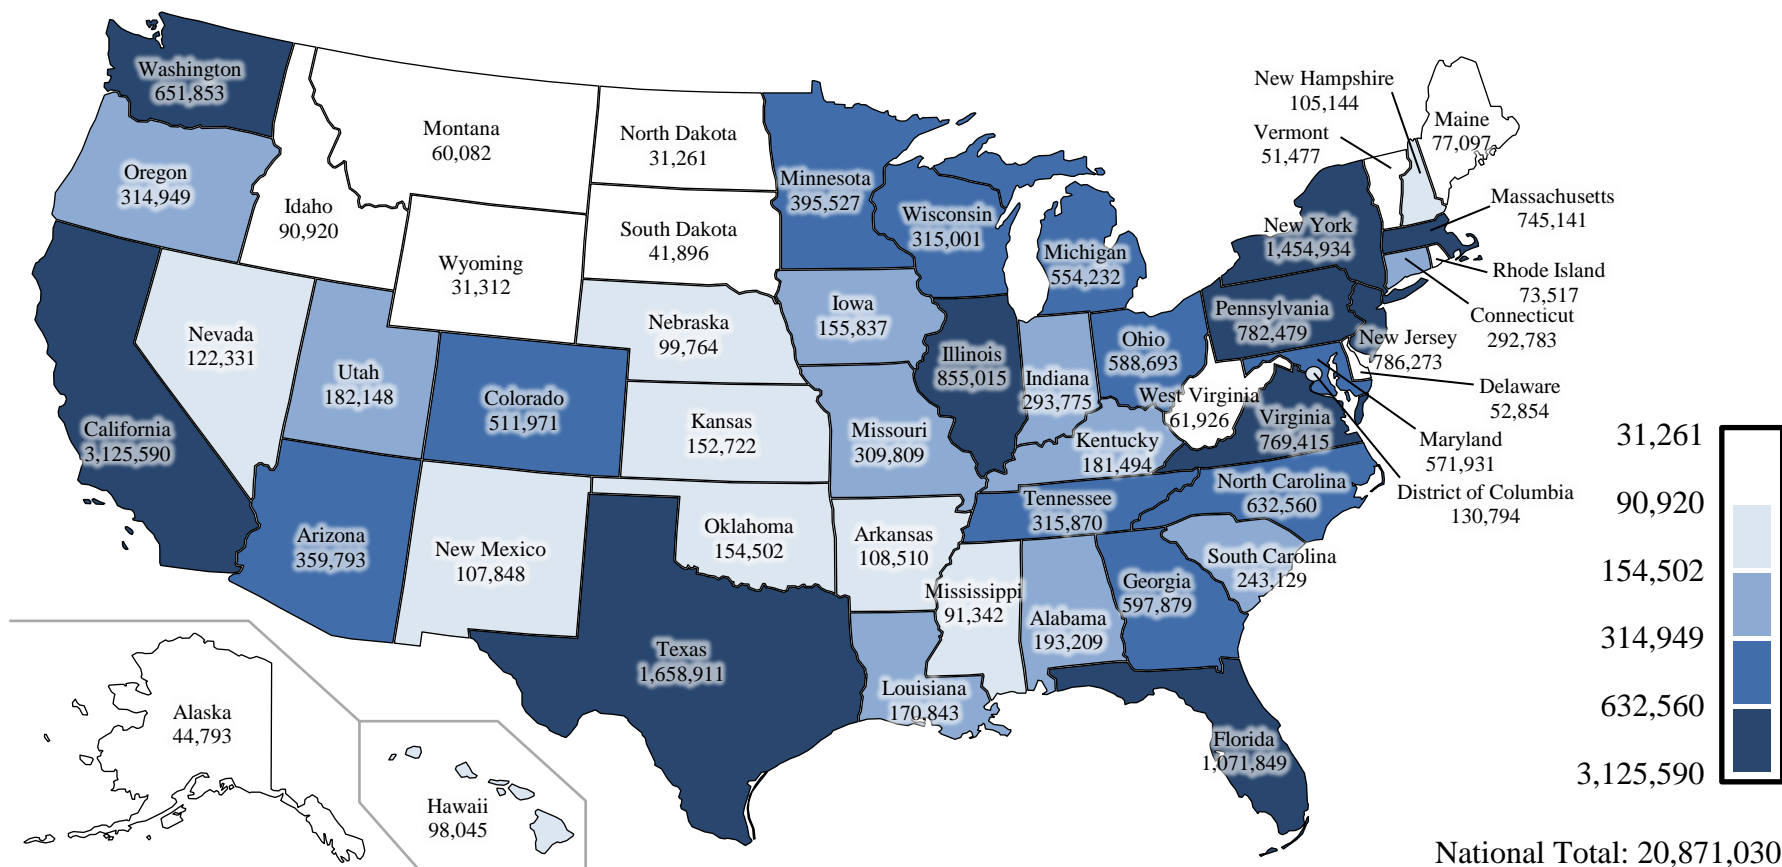 Washington
651,853
Oregon
314,949
California
3,125,590
Nevada
122,331
Idaho
90,920
Montana
60,082
Wyoming
31,312
Utah
182,148
Colorado
511,971
Arizona
359,793
New Mexico
107,848
North Dakota
31,261
South Dakota
41,896
Nebraska
99,764
Kansas
152,722
Oklahoma
154,502
Texas
1,658,911
Minnesota
395,527
Iowa
155,837
Missouri
309,809
Arkansas
108,510
Louisiana
170,843
Wisconsin
315,001
Illinois
855,015
Michigan
554,232
Indiana
293,775
Ohio
588,693
Kentucky
181,494
Tennessee
315,870
Mississippi
91,342
Alabama
193,209
Georgia
597,879
Florida
1,071,849
South Carolina
243,129
North Carolina
632,560
Virginia
769,415
West Virginia
61,926
Pennsylvania
782,479
New York
1,454,934
Vermont
51,477
New Hampshire
105,144
Maine
77,097
Massachusetts
745,141
Rhode Island
73,517
Connecticut
292,783
New Jersey
786,273
Delaware
52,854
Maryland
571,931
District of Columbia
130,794
Alaska
44,793
Hawaii
98,045
31,261
90,920
154,502
314,949
632,560
3,125,590
National Total: 20,871,030